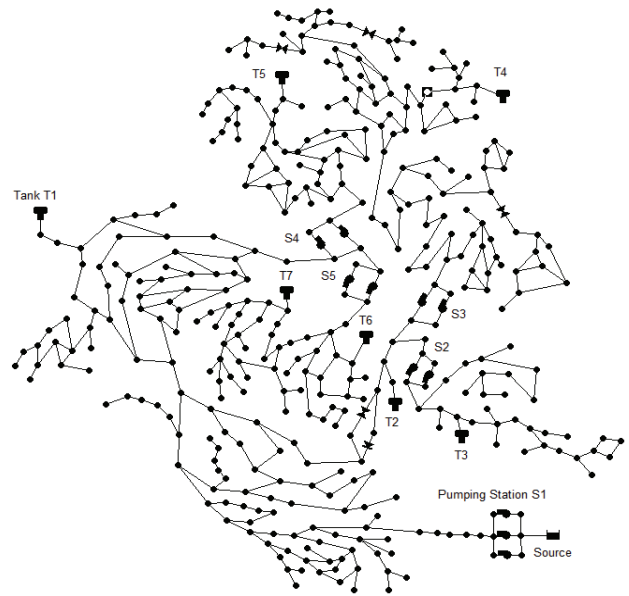 T5
T4
Tank T1
S4
S5
T7
S3
T6
S2
T2
T3
Pumping Station S1
Source